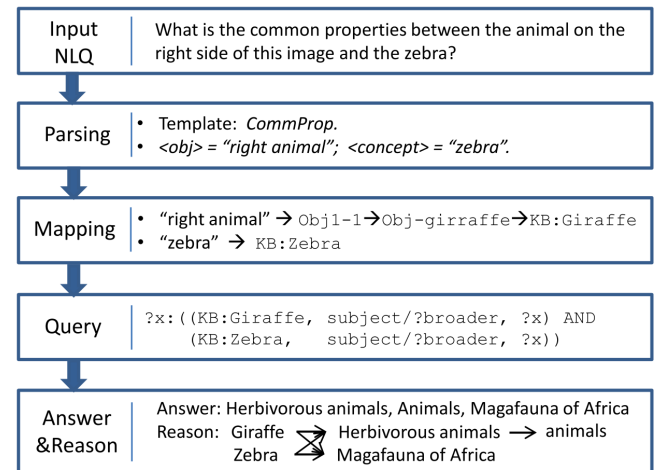 Input
NLQ
What is the common properties between the animal on the
right side of this image and the zebra?
Parsing
• Template: CommProp.
• <obj> = “right animal”; <concept> = “zebra”.
Mapping
• “right animal” → Obj1-1→Obj-girraffe→KB:Giraffe
• “zebra” → KB:Zebra
Query
?x:((KB:Giraffe, subject/?broader, ?x) AND
(KB:Zebra, subject/?broader, ?x))
Answer
&Reason
Answer: Herbivorous animals, Animals, Magafauna of Africa
Reason: Giraffe Herbivorous animals → animals
Zebra Magafauna of Africa